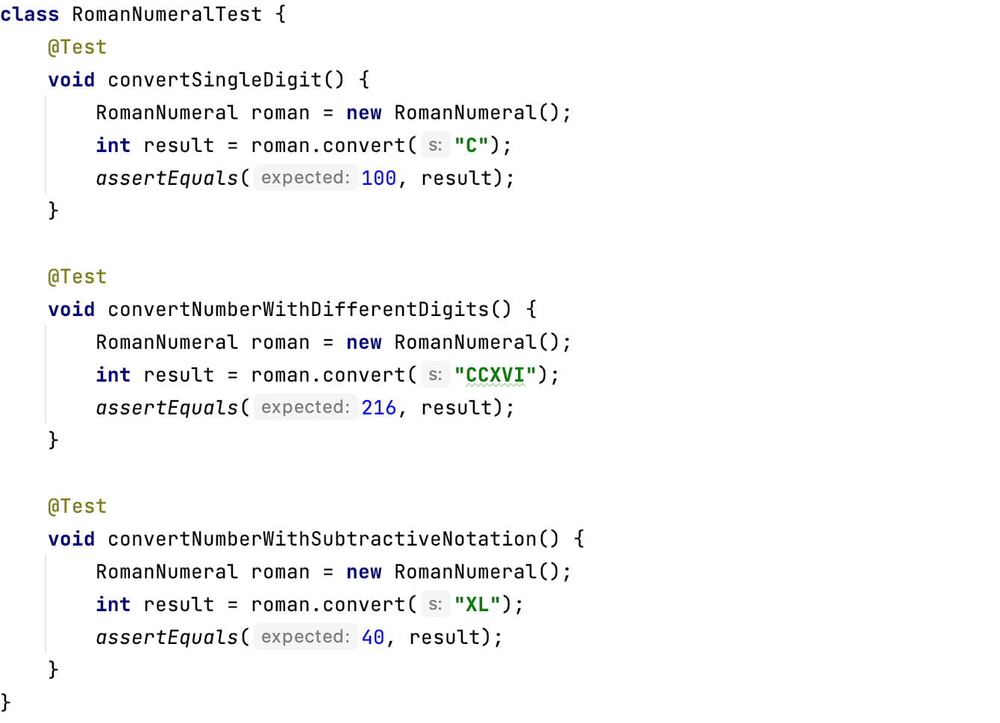 class RomanNumeralTest {
@Test
void convertSingleDigit() {
RomanNumeral roman = new RomanNumeral();
int result = roman.convert( s: "C");
assertEquals( expected: 100, result);
}
@Test
void convertNumberWithDifferentDigits() {
RomanNumeral roman = new RomanNumeral();
int result = roman.convert( s: "CCXVI");
assertEquals( expected: 216, result);
}
@Test
void convertNumberWithSubtractiveNotation() {
RomanNumeral roman = new RomanNumeral();
int result = roman.convert( s: "XL");
assertEquals( expected: 40, result);
}
}